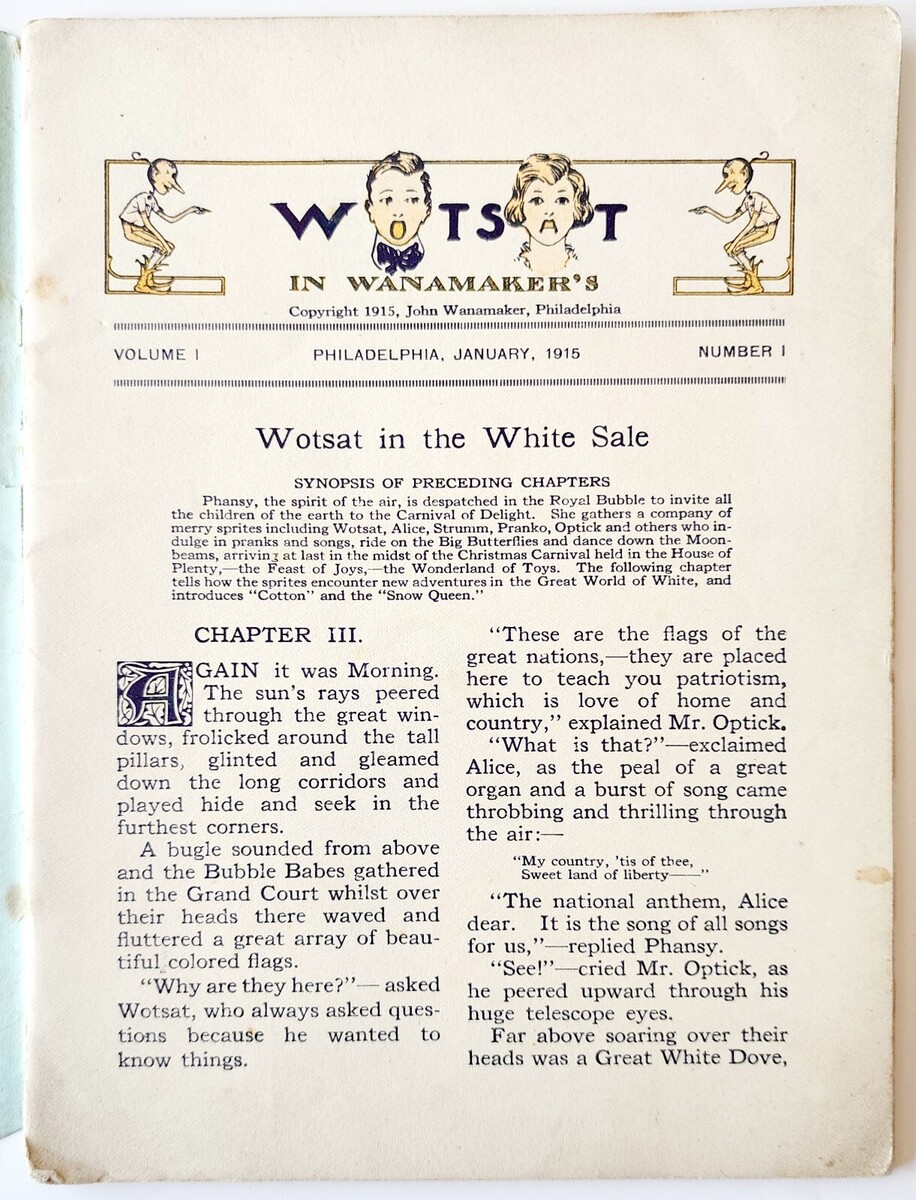 WOTSAT
IN WANAMAKER'S
Copyright 1915, John Wanamaker, Philadelphia
VOLUME I PHILADELPHIA, JANUARY, 1915 NUMBER I
Wotsat in the White Sale
SYNOPSIS OF PRECEDING CHAPTERS
Phansy, the spirit of the air, is despatched in the Royal Bubble to invite all
the children of the earth to the Carnival of Delight. She gathers a company of
merry sprites including Wotsat, Alice, Strumm, Pranko, Optick and others who in-
dulge in pranks and songs, ride on the Big Butterflies and dance down the Moon-
beams, arriving at last in the midst of the Christmas Carnival held in the House of
Plenty,—the Feast of Joys,—the Wonderland of Toys. The following chapter
tells how the sprites encounter new adventures in the Great World of White, and
introduces "Cotton" and the "Snow Queen."
CHAPTER III.
AGAIN it was Morning.
The sun's rays peered
through the great win-
dows, frolicked around the tall
pillars, glinted and gleamed
down the long corridors and
played hide and seek in the
furthest corners.
A bugle sounded from above
and the Bubble Babes gathered
in the Grand Court whilst over
their heads there waved and
fluttered a great array of beau-
tiful colored flags.
"Why are they here?"—asked
Wotsat, who always asked ques-
tions because he wanted to
know things.
"These are the flags of the
great nations,—they are placed
here to teach you patriotism,
which is love of home and
country," explained Mr. Optick.
"What is that?"—exclaimed
Alice, as the peal of a great
organ and a burst of song came
throbbing and thrilling through
the air:—
"My country, 'tis of thee,
Sweet land of liberty——"
"The national anthem, Alice
dear. It is the song of all songs
for us,"—replied Phansy.
"See!"—cried Mr. Optick, as
he peered upward through his
huge telescope eyes.
Far above soaring over their
heads was a Great White Dove,